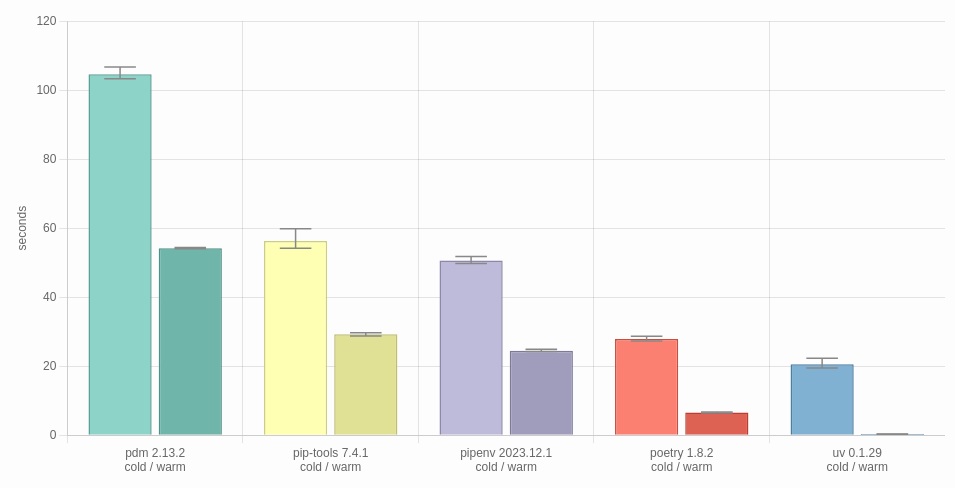 120
100
80
60
40
20
0
seconds
pdm 2.13.2
cold / warm
pip-tools 7.4.1
cold / warm
pipenv 2023.12.1
cold / warm
poetry 1.8.2
cold / warm
uv 0.1.29
cold / warm